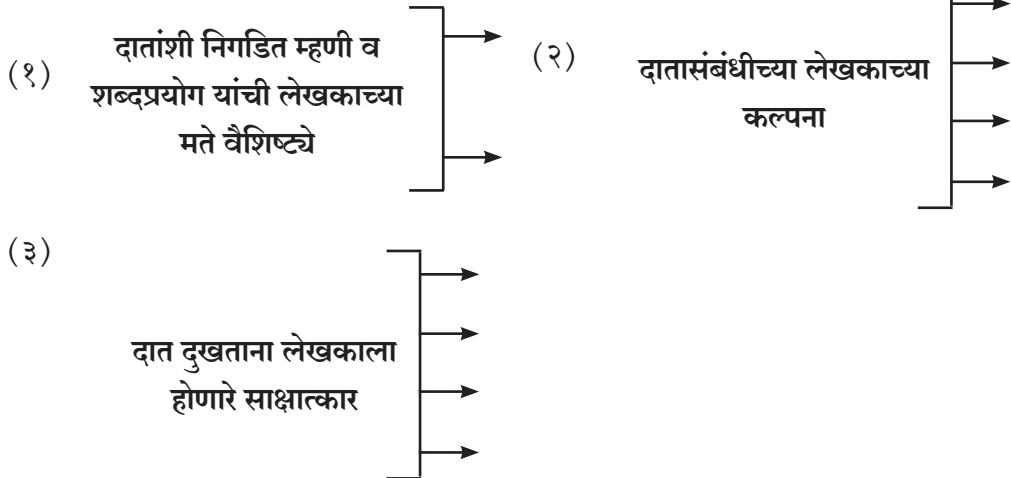 (१)
दातांशी निगडित म्हणी व
शब्दप्रयोग यांची लेखकाच्या
मते वैशिष्ट्ये
(२)
दातासंबंधीच्या लेखकाच्या
कल्पना
(३)
दात दुखताना लेखकाला
होणारे साक्षात्कार